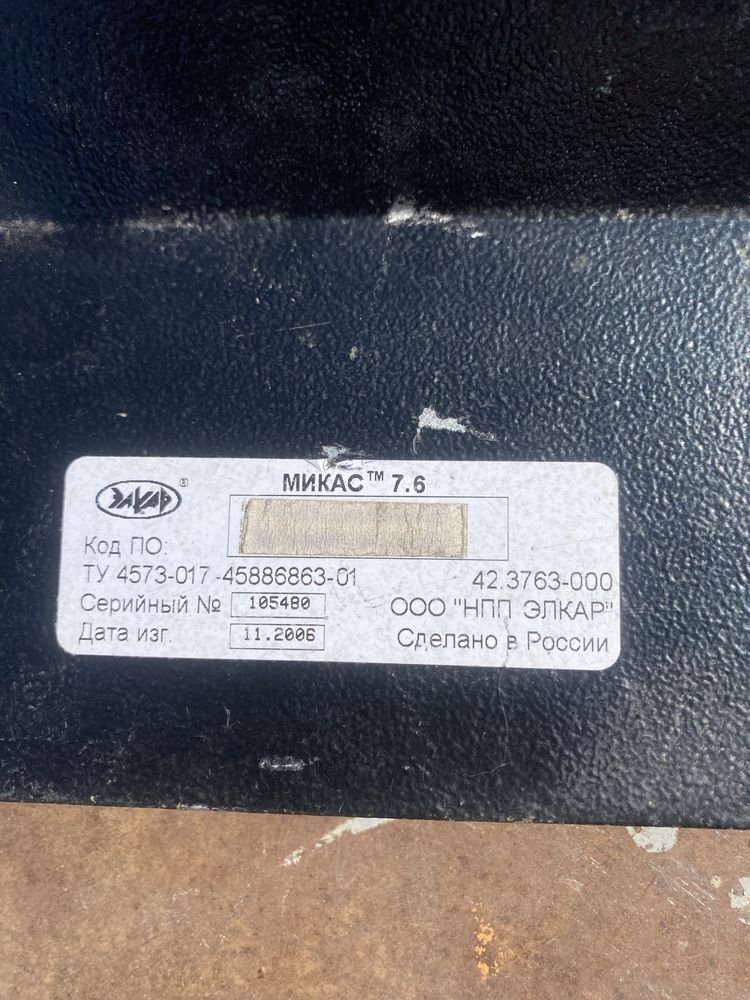 ЭЛКАР®
МИКАС™ 7.6
Код ПО:
ТУ 4573-017-45886863-01 42.3763-000
Серийный № 105480 ООО "НПП ЭЛКАР"
Дата изг. 11.2006 Сделано в России